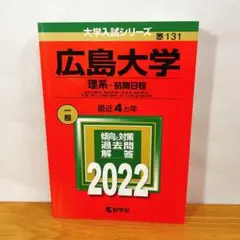 大学入試シリーズ
131
広島大学
理系-前期日程
最近4カ年
一般
傾向と対策
過去問
解答
2022
教学社